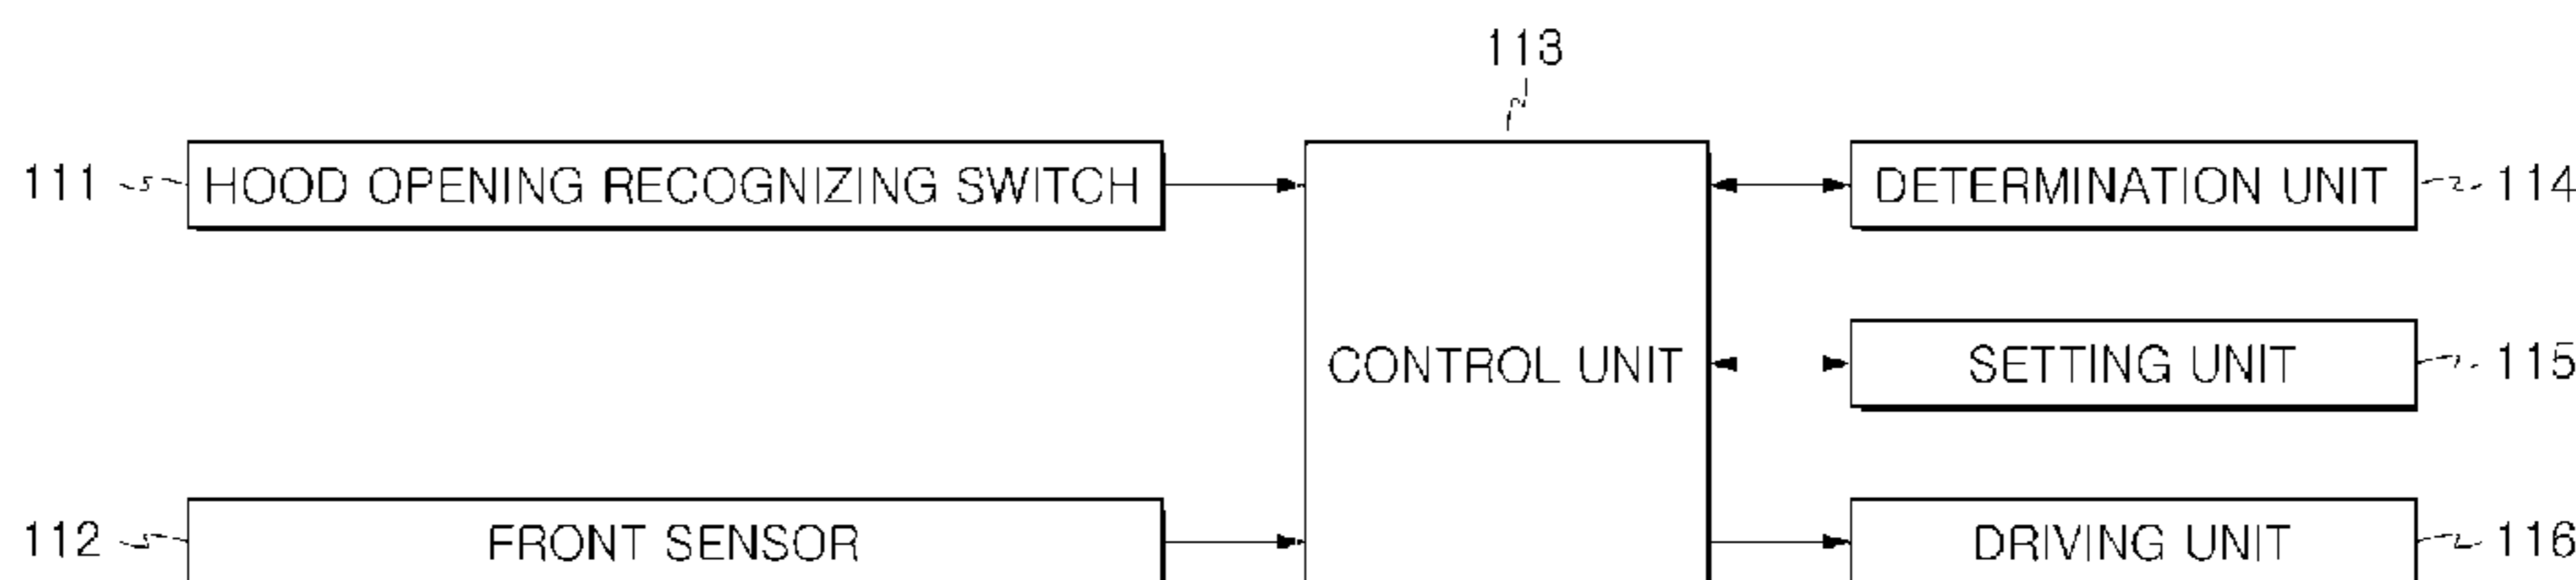 113
111 HOOD OPENING RECOGNIZING SWITCH DETERMINATION UNIT 114
CONTROL UNIT SETTING UNIT 115
112 FRONT SENSOR DRIVING UNIT 116